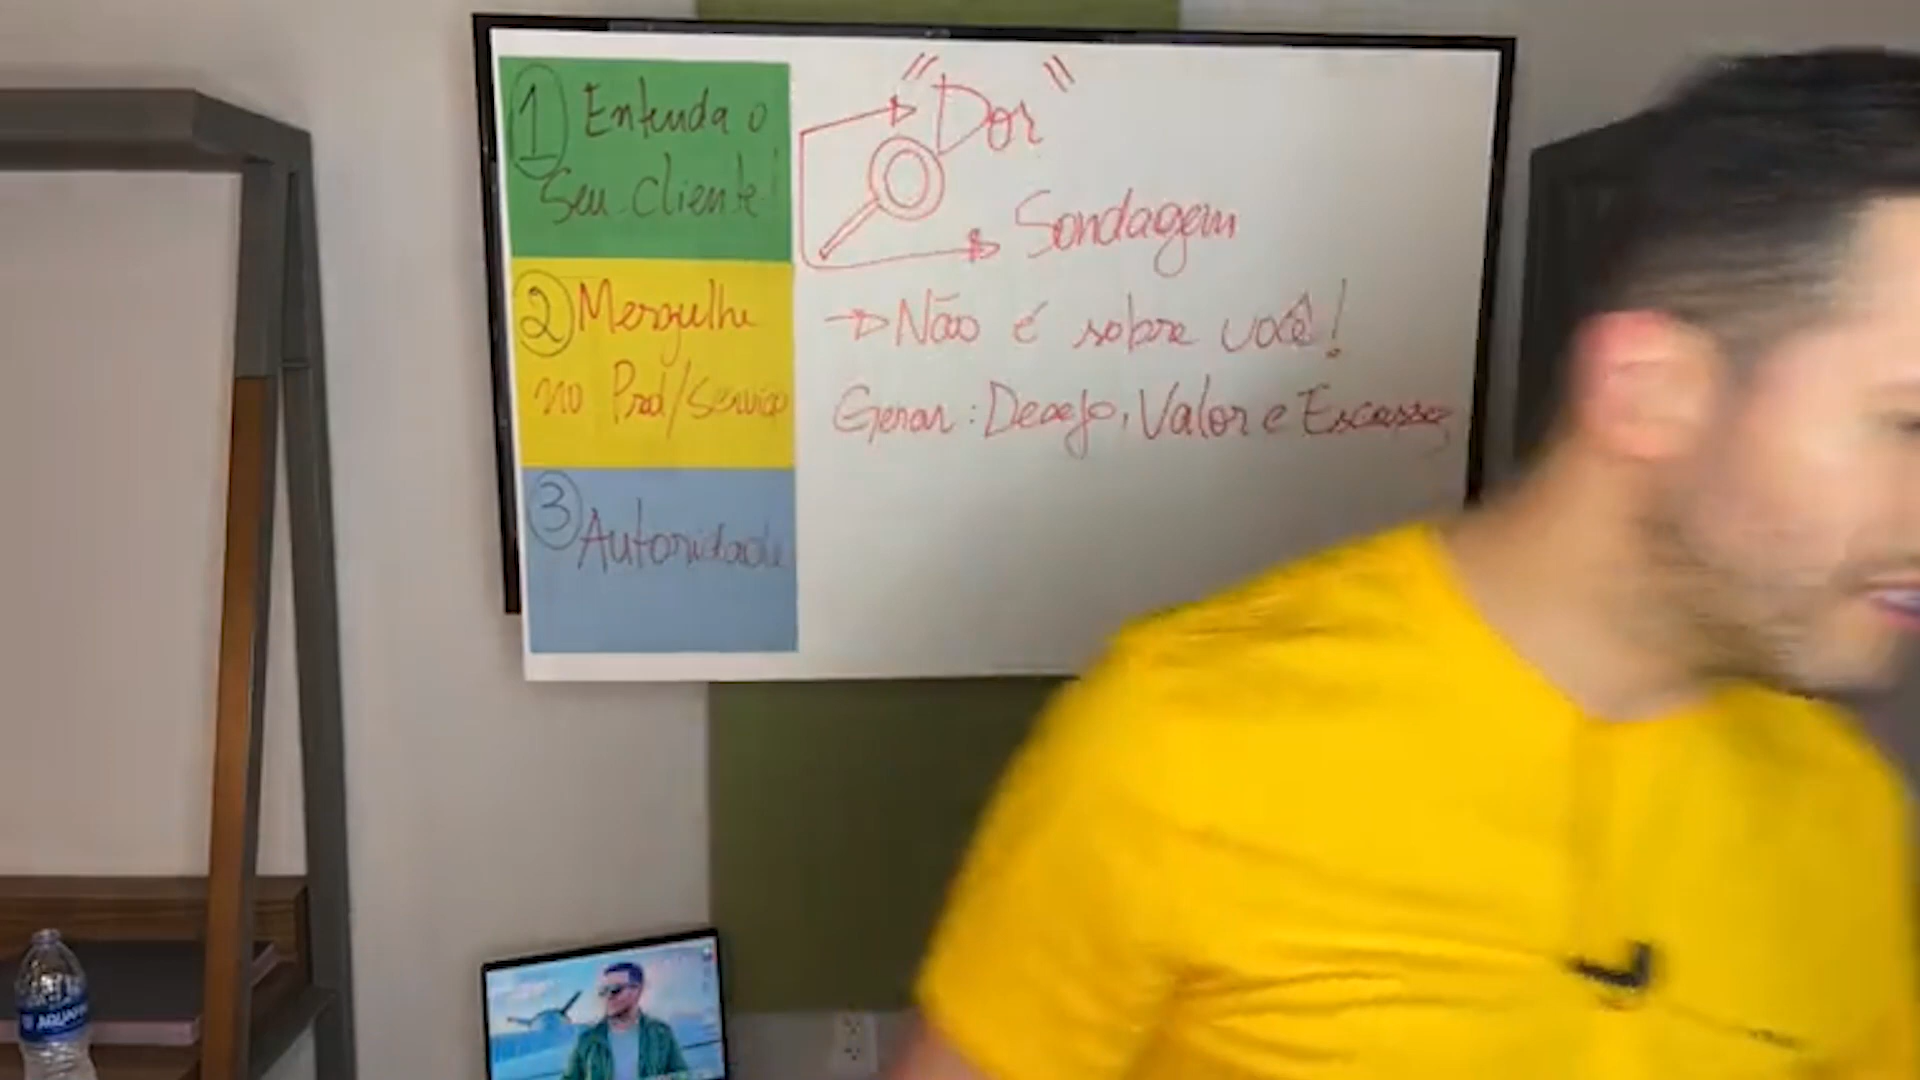 1 Entenda o
Seu Cliente!
"Dor"
Sondagem
2 Mergulhe
no Prod/Serviço
Não é sobre você!
Gerar: Desejo, Valor e Escassez
3 Autoridade
AQUAFINA